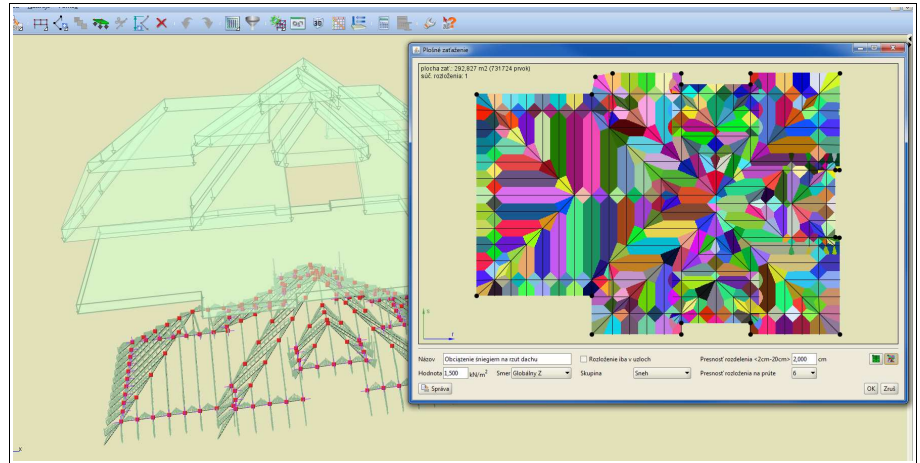 Plošné zaťaženie
plocha zať.: 292,827 m2 (731724 prvok)
súč. rozloženia: 1
Názov Obciążenie śniegiem na rzut dachu Rozloženie iba v uzloch Presnosť rozdelenia <2cm-20cm> 2,000 cm
Hodnota 1,500 kN/m² Smer Globálny Z Skupina Sneh Presnosť rozloženia na prúte 6
Správa OK Zruš